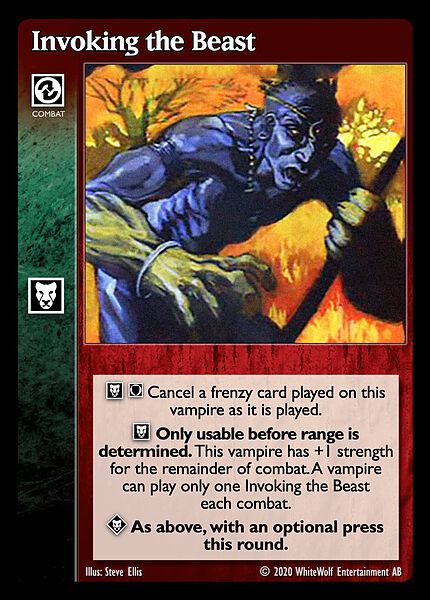 Invoking the Beast
COMBAT
Cancel a frenzy card played on this
vampire as it is played.
Only usable before range is
determined. This vampire has +1 strength
for the remainder of combat. A vampire
can play only one Invoking the Beast
each combat.
As above, with an optional press
this round.
Illus: Steve Ellis © 2020 WhiteWolf Entertainment AB